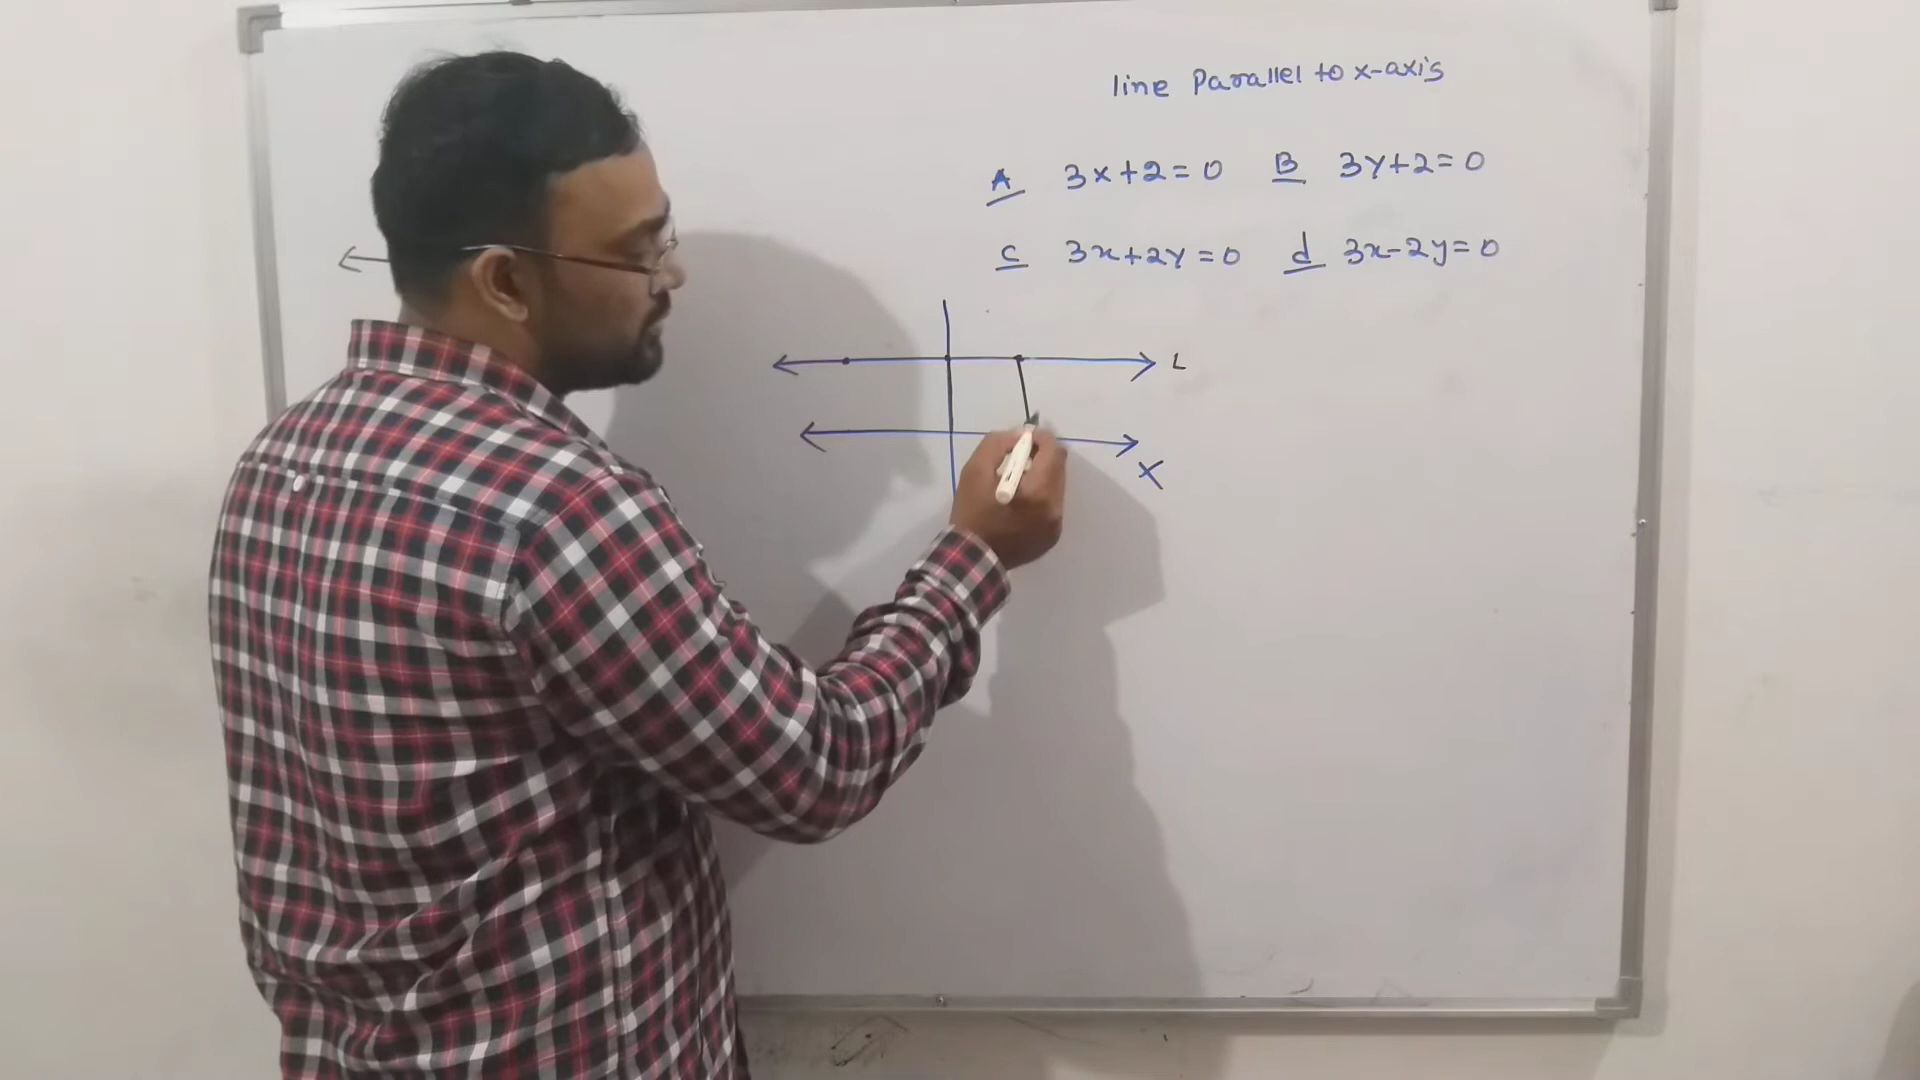 line Parallel to x-axis
A 3x+2=0 B 3y+2=0
C 3x+2y=0 d 3x-2y=0
L
X